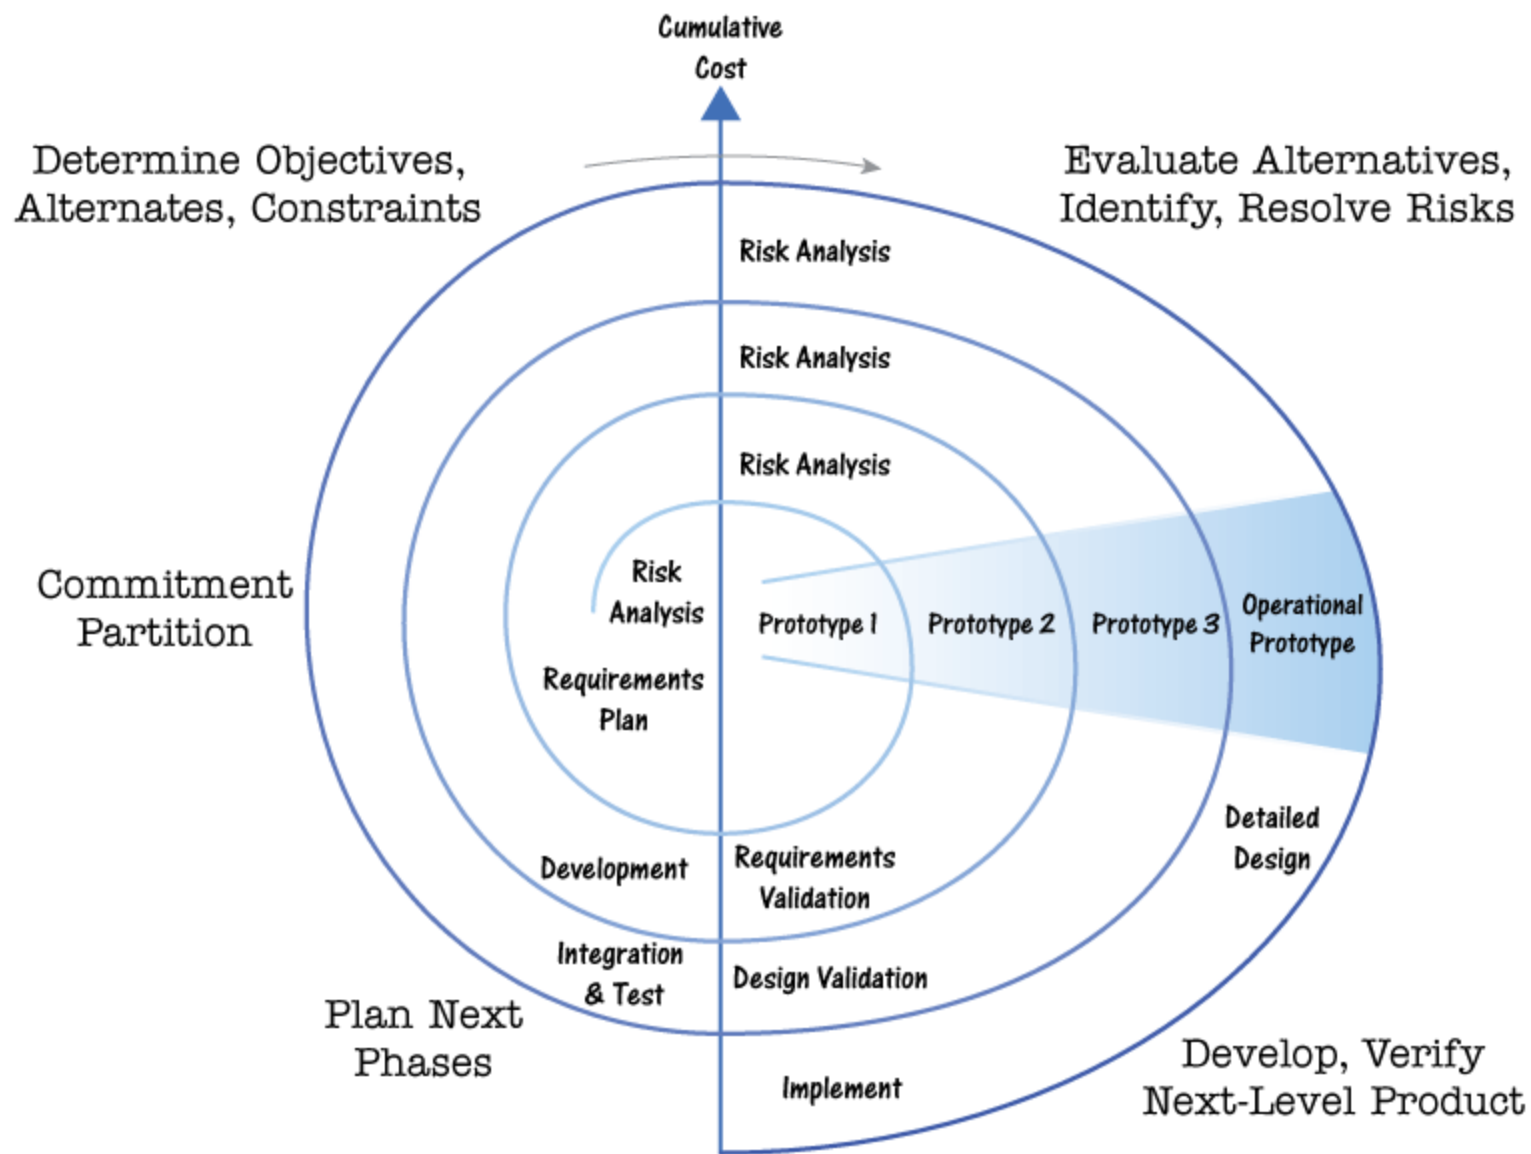 Cumulative
Cost
Determine Objectives,
Alternates, Constraints
Evaluate Alternatives,
Identify, Resolve Risks
Risk Analysis
Risk Analysis
Risk Analysis
Risk
Analysis
Requirements
Plan
Commitment
Partition
Prototype 1
Prototype 2
Prototype 3
Operational
Prototype
Detailed
Design
Development
Requirements
Validation
Integration
& Test
Design Validation
Plan Next
Phases
Implement
Develop, Verify
Next-Level Product